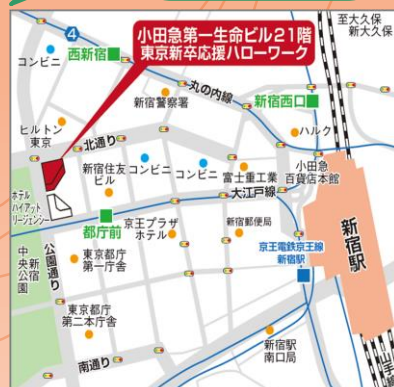 至大久保
新大久保
小田急第一生命ビル21階
東京新卒応援ハローワーク
4
コンビニ
西新宿
丸の内線
新宿警察署
新宿西口
ヒルトン
東京
北通り
ハルク
新宿住友
ビル
コンビニ
コンビニ
富士重工業
小田急
百貨店本館
ホテル
ハイアット
リージェンシー
大江戸線
都庁前
京王プラザ
ホテル
新宿郵便局
新宿駅
公園通り
新宿
中央公園
東京都庁
第一庁舎
京王電鉄京王線
新宿駅
東京都庁
第二本庁舎
南通り
新宿駅
南口局
山手線